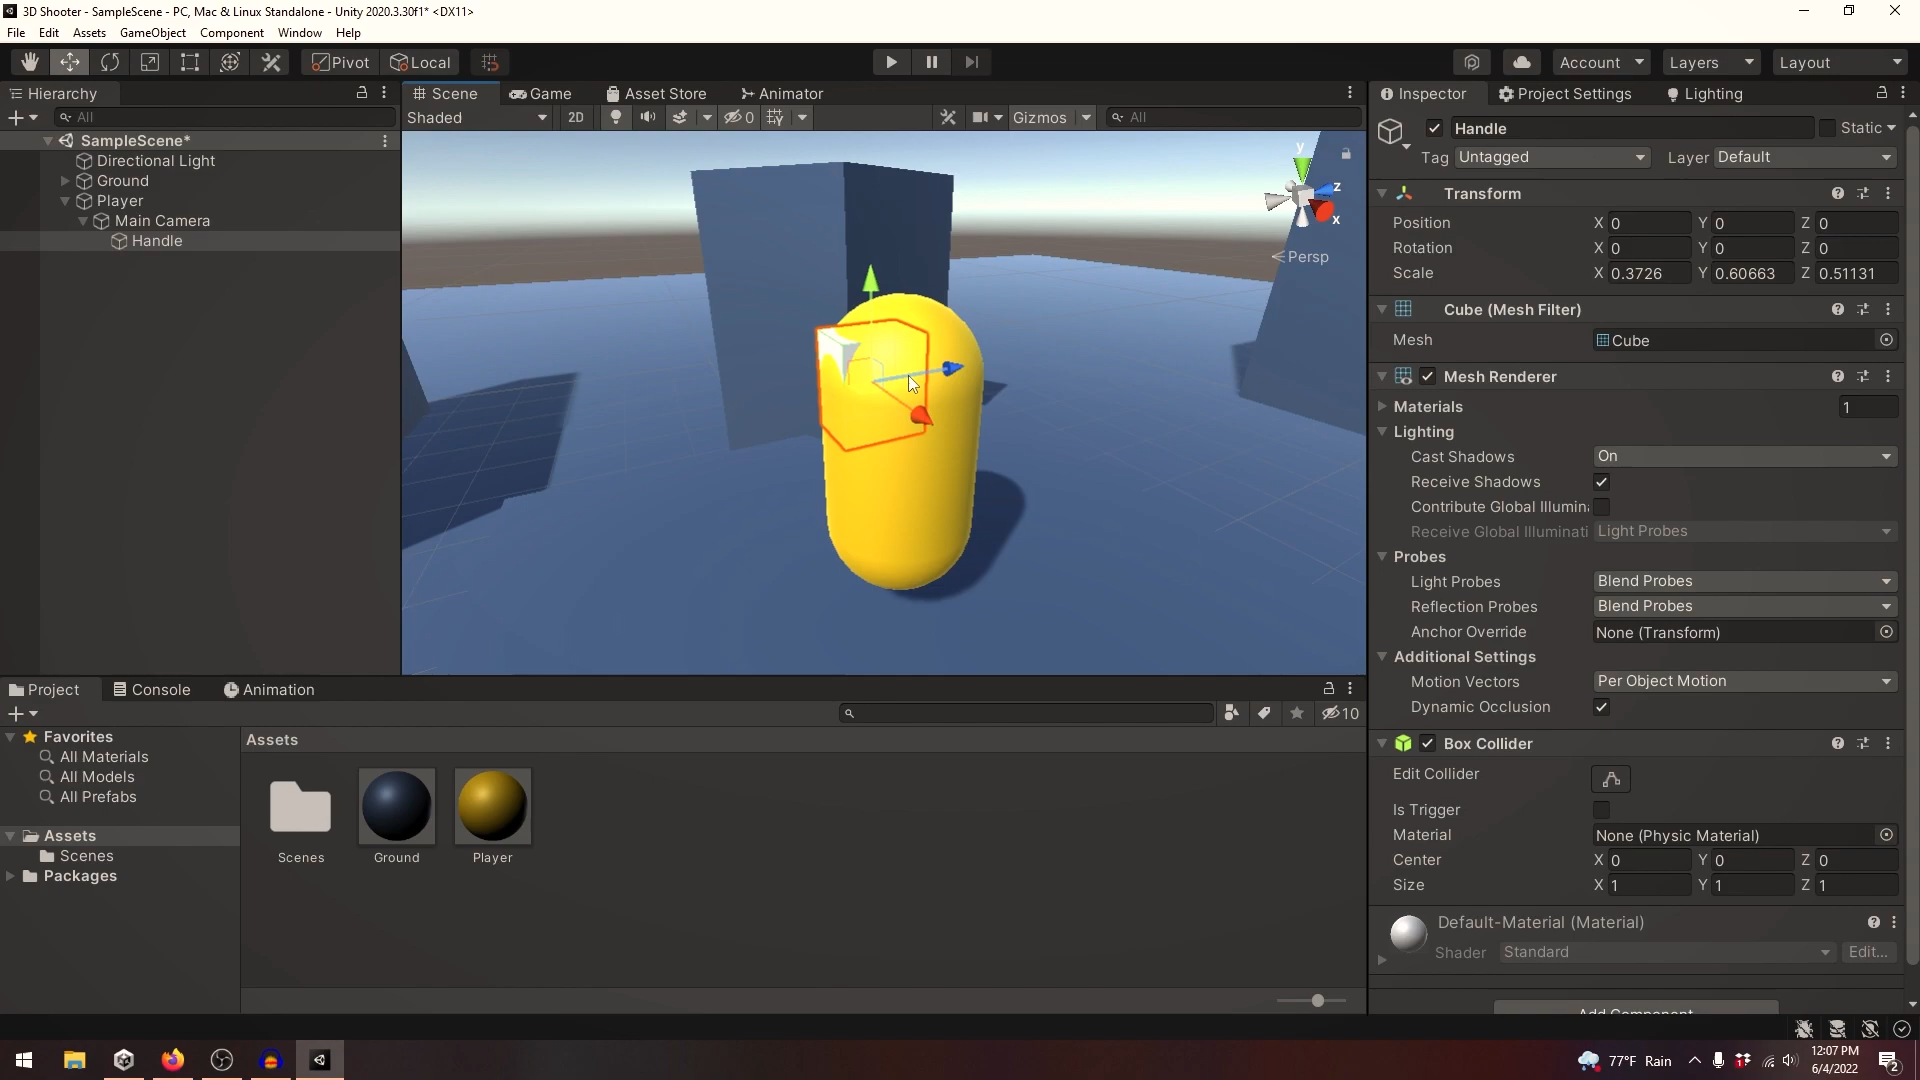 3D Shooter - SampleScene - PC, Mac & Linux Standalone - Unity 2020.3.30f1* <DX11>
File Edit Assets GameObject Component Window Help
Pivot Local Account Layers Layout
Hierarchy
All
SampleScene*
Directional Light
Ground
Player
Main Camera
Handle
Scene Game Asset Store Animator
Shaded 2D 0 Gizmos All
y
z
x
Persp
Inspector Project Settings Lighting
Handle Static
Tag Untagged Layer Default
Transform
Position X 0 Y 0 Z 0
Rotation X 0 Y 0 Z 0
Scale X 0.3726 Y 0.60663 Z 0.51131
Cube (Mesh Filter)
Mesh Cube
Mesh Renderer
Materials 1
Lighting
Cast Shadows On
Receive Shadows
Contribute Global Illumin
Receive Global Illuminati Light Probes
Probes
Light Probes Blend Probes
Reflection Probes Blend Probes
Anchor Override None (Transform)
Additional Settings
Motion Vectors Per Object Motion
Dynamic Occlusion
Box Collider
Edit Collider
Is Trigger
Material None (Physic Material)
Center X 0 Y 0 Z 0
Size X 1 Y 1 Z 1
Default-Material (Material)
Shader Standard Edit...
Add Component
Project Console Animation
10
Favorites
All Materials
All Models
All Prefabs
Assets
Scenes
Packages
Assets
Scenes Ground Player
77°F Rain
12:07 PM
6/4/2022
2